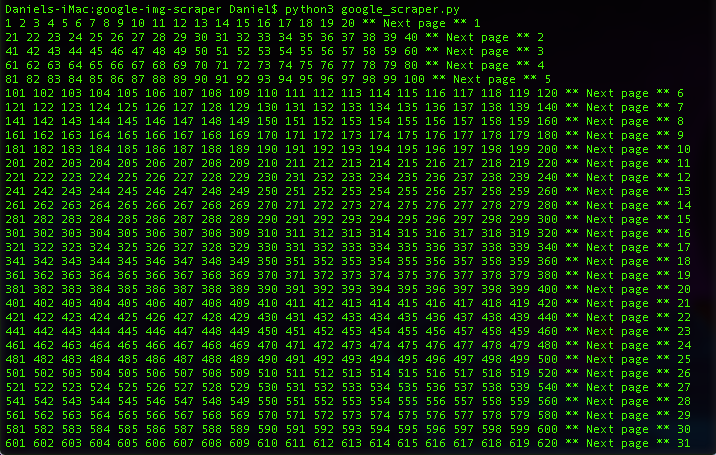 Daniels-iMac:google-img-scraper Daniel$ python3 google_scraper.py
1 2 3 4 5 6 7 8 9 10 11 12 13 14 15 16 17 18 19 20 ** Next page ** 1
21 22 23 24 25 26 27 28 29 30 31 32 33 34 35 36 37 38 39 40 ** Next page ** 2
41 42 43 44 45 46 47 48 49 50 51 52 53 54 55 56 57 58 59 60 ** Next page ** 3
61 62 63 64 65 66 67 68 69 70 71 72 73 74 75 76 77 78 79 80 ** Next page ** 4
81 82 83 84 85 86 87 88 89 90 91 92 93 94 95 96 97 98 99 100 ** Next page ** 5
101 102 103 104 105 106 107 108 109 110 111 112 113 114 115 116 117 118 119 120 ** Next page ** 6
121 122 123 124 125 126 127 128 129 130 131 132 133 134 135 136 137 138 139 140 ** Next page ** 7
141 142 143 144 145 146 147 148 149 150 151 152 153 154 155 156 157 158 159 160 ** Next page ** 8
161 162 163 164 165 166 167 168 169 170 171 172 173 174 175 176 177 178 179 180 ** Next page ** 9
181 182 183 184 185 186 187 188 189 190 191 192 193 194 195 196 197 198 199 200 ** Next page ** 10
201 202 203 204 205 206 207 208 209 210 211 212 213 214 215 216 217 218 219 220 ** Next page ** 11
221 222 223 224 225 226 227 228 229 230 231 232 233 234 235 236 237 238 239 240 ** Next page ** 12
241 242 243 244 245 246 247 248 249 250 251 252 253 254 255 256 257 258 259 260 ** Next page ** 13
261 262 263 264 265 266 267 268 269 270 271 272 273 274 275 276 277 278 279 280 ** Next page ** 14
281 282 283 284 285 286 287 288 289 290 291 292 293 294 295 296 297 298 299 300 ** Next page ** 15
301 302 303 304 305 306 307 308 309 310 311 312 313 314 315 316 317 318 319 320 ** Next page ** 16
321 322 323 324 325 326 327 328 329 330 331 332 333 334 335 336 337 338 339 340 ** Next page ** 17
341 342 343 344 345 346 347 348 349 350 351 352 353 354 355 356 357 358 359 360 ** Next page ** 18
361 362 363 364 365 366 367 368 369 370 371 372 373 374 375 376 377 378 379 380 ** Next page ** 19
381 382 383 384 385 386 387 388 389 390 391 392 393 394 395 396 397 398 399 400 ** Next page ** 20
401 402 403 404 405 406 407 408 409 410 411 412 413 414 415 416 417 418 419 420 ** Next page ** 21
421 422 423 424 425 426 427 428 429 430 431 432 433 434 435 436 437 438 439 440 ** Next page ** 22
441 442 443 444 445 446 447 448 449 450 451 452 453 454 455 456 457 458 459 460 ** Next page ** 23
461 462 463 464 465 466 467 468 469 470 471 472 473 474 475 476 477 478 479 480 ** Next page ** 24
481 482 483 484 485 486 487 488 489 490 491 492 493 494 495 496 497 498 499 500 ** Next page ** 25
501 502 503 504 505 506 507 508 509 510 511 512 513 514 515 516 517 518 519 520 ** Next page ** 26
521 522 523 524 525 526 527 528 529 530 531 532 533 534 535 536 537 538 539 540 ** Next page ** 27
541 542 543 544 545 546 547 548 549 550 551 552 553 554 555 556 557 558 559 560 ** Next page ** 28
561 562 563 564 565 566 567 568 569 570 571 572 573 574 575 576 577 578 579 580 ** Next page ** 29
581 582 583 584 585 586 587 588 589 590 591 592 593 594 595 596 597 598 599 600 ** Next page ** 30
601 602 603 604 605 606 607 608 609 610 611 612 613 614 615 616 617 618 619 620 ** Next page ** 31